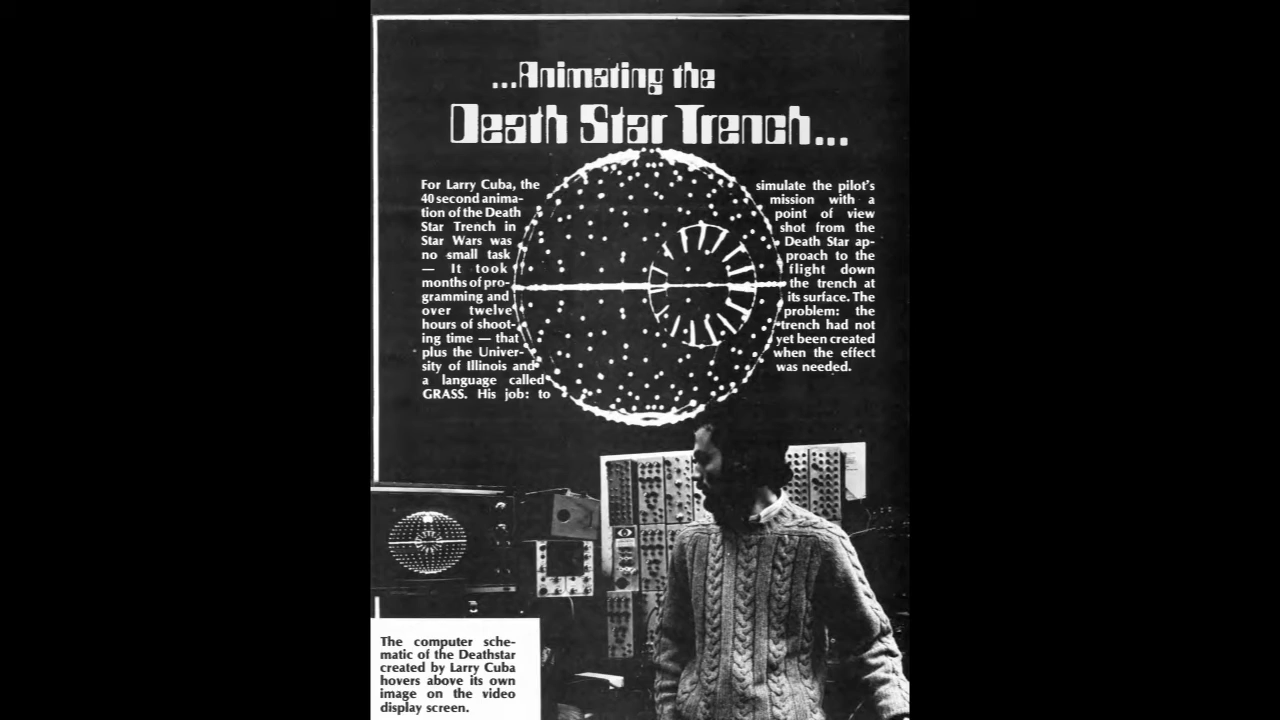 ...Animating the
Death Star Trench...
For Larry Cuba, the
40 second anima-
tion of the Death
Star Trench in
Star Wars was
no small task
— It took
months of pro-
gramming and
over twelve
hours of shoot-
ing time — that
plus the Univer-
sity of Illinois and
a language called
GRASS. His job: to
simulate the pilot's
mission with a
point of view
shot from the
Death Star ap-
proach to the
flight down
the trench at
its surface. The
problem: the
trench had not
yet been created
when the effect
was needed.
The computer sche-
matic of the Deathstar
created by Larry Cuba
hovers above its own
image on the video
display screen.